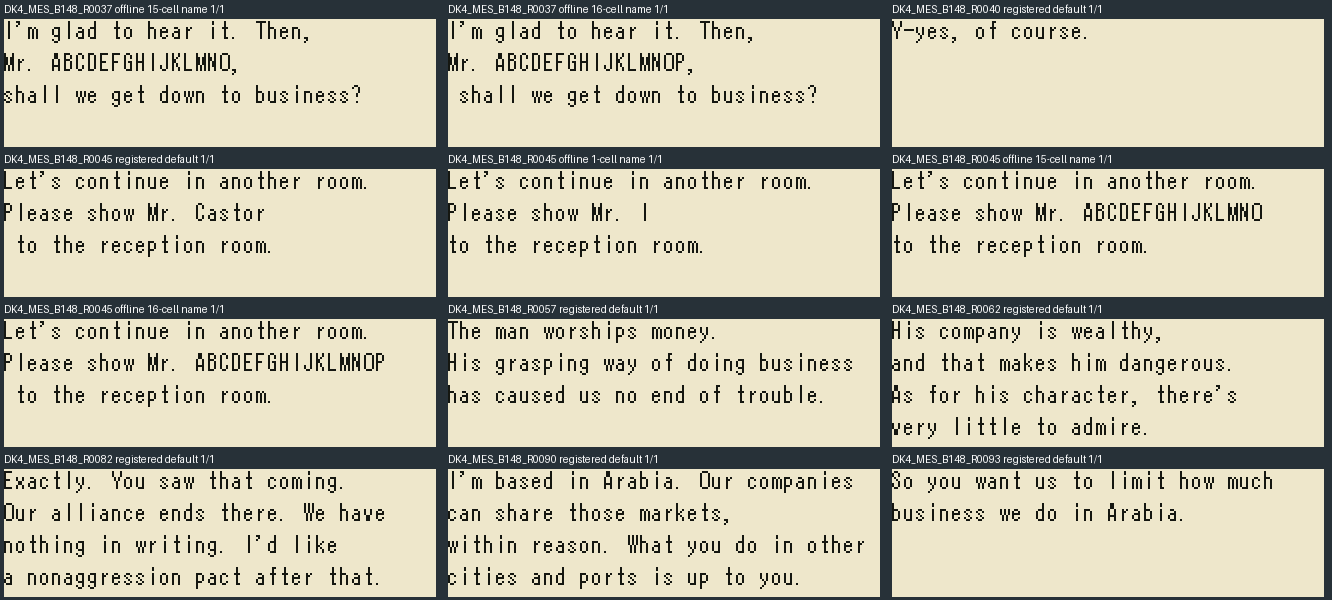 DK4_MES_B148_R0037 offline 15-cell name 1/1
I'm glad to hear it. Then,
Mr. ABCDEFGHIJKLMNO,
shall we get down to business?
DK4_MES_B148_R0037 offline 16-cell name 1/1
I'm glad to hear it. Then,
Mr. ABCDEFGHIJKLMNOP,
shall we get down to business?
DK4_MES_B148_R0040 registered default 1/1
Y-yes, of course.
DK4_MES_B148_R0045 registered default 1/1
Let's continue in another room.
Please show Mr. Castor
to the reception room.
DK4_MES_B148_R0045 offline 1-cell name 1/1
Let's continue in another room.
Please show Mr. I
to the reception room.
DK4_MES_B148_R0045 offline 15-cell name 1/1
Let's continue in another room.
Please show Mr. ABCDEFGHIJKLMNO
to the reception room.
DK4_MES_B148_R0045 offline 16-cell name 1/1
Let's continue in another room.
Please show Mr. ABCDEFGHIJKLMNOP
to the reception room.
DK4_MES_B148_R0057 registered default 1/1
The man worships money.
His grasping way of doing business
has caused us no end of trouble.
DK4_MES_B148_R0062 registered default 1/1
His company is wealthy,
and that makes him dangerous.
As for his character, there's
very little to admire.
DK4_MES_B148_R0082 registered default 1/1
Exactly. You saw that coming.
Our alliance ends there. We have
nothing in writing. I'd like
a nonaggression pact after that.
DK4_MES_B148_R0090 registered default 1/1
I'm based in Arabia. Our companies
can share those markets,
within reason. What you do in other
cities and ports is up to you.
DK4_MES_B148_R0093 registered default 1/1
So you want us to limit how much
business we do in Arabia.